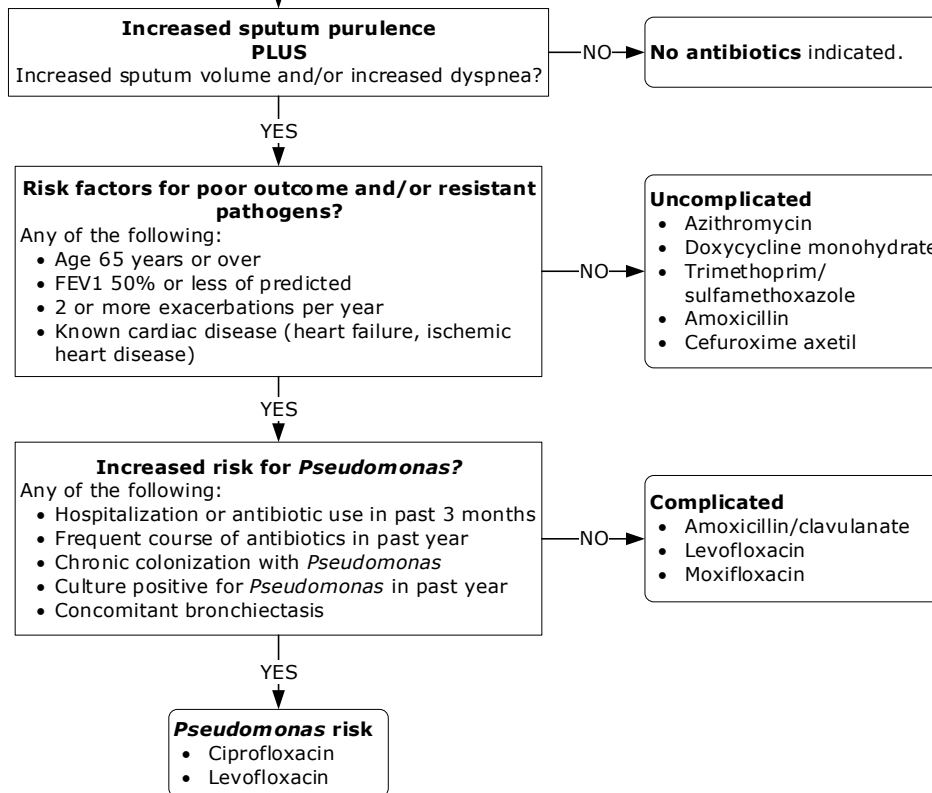 Increased sputum purulence
PLUS
Increased sputum volume and/or increased dyspnea?
NO
No antibiotics indicated.
YES
Risk factors for poor outcome and/or resistant
pathogens?
Any of the following:
• Age 65 years or over
• FEV1 50% or less of predicted
• 2 or more exacerbations per year
• Known cardiac disease (heart failure, ischemic
heart disease)
NO
Uncomplicated
• Azithromycin
• Doxycycline monohydrate
• Trimethoprim/
sulfamethoxazole
• Amoxicillin
• Cefuroxime axetil
YES
Increased risk for Pseudomonas?
Any of the following:
• Hospitalization or antibiotic use in past 3 months
• Frequent course of antibiotics in past year
• Chronic colonization with Pseudomonas
• Culture positive for Pseudomonas in past year
• Concomitant bronchiectasis
NO
Complicated
• Amoxicillin/clavulanate
• Levofloxacin
• Moxifloxacin
YES
Pseudomonas risk
• Ciprofloxacin
• Levofloxacin